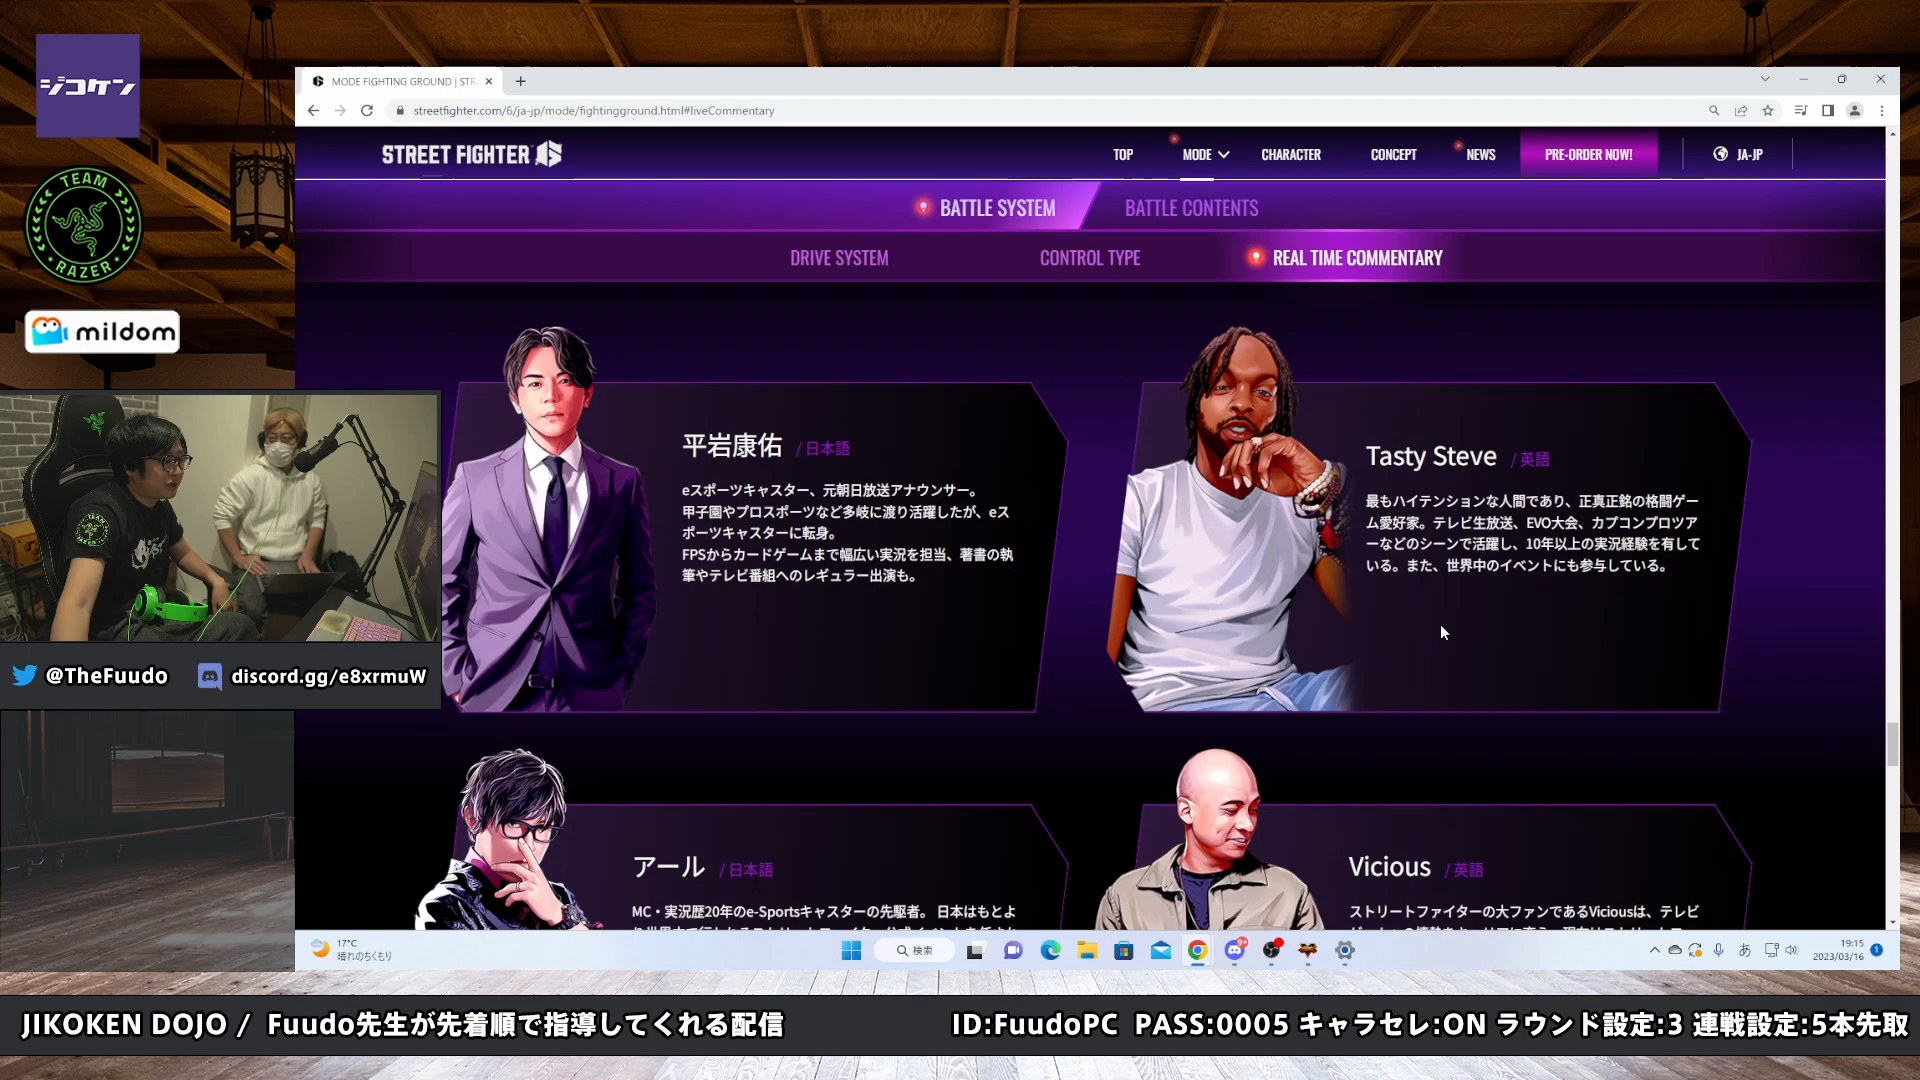 ジコケン
TEAM
RAZER
mildom
@TheFuudo
discord.gg/e8xrmuW
MODE FIGHTING GROUND | STR
streetfighter.com/6/ja-jp/mode/fightingground.html#liveCommentary
STREET FIGHTER 6
TOP
MODE
CHARACTER
CONCEPT
NEWS
PRE-ORDER NOW!
JA-JP
BATTLE SYSTEM
BATTLE CONTENTS
DRIVE SYSTEM
CONTROL TYPE
REAL TIME COMMENTARY
平岩康佑 / 日本語
eスポーツキャスター、元朝日放送アナウンサー。
甲子園やプロスポーツなど多岐に渡り活躍したが、eス
ポーツキャスターに転身。
FPSからカードゲームまで幅広い実況を担当、著書の執
筆やテレビ番組へのレギュラー出演も。
Tasty Steve / 英語
最もハイテンションな人間であり、正真正銘の格闘ゲー
ム愛好家。テレビ生放送、EVO大会、カプコンプロツア
ーなどのシーンで活躍し、10年以上の実況経験を有して
いる。また、世界中のイベントにも参与している。
アール / 日本語
MC・実況歴20年のe-Sportsキャスターの先駆者。 日本はもとよ
Vicious / 英語
ストリートファイターの大ファンであるViciousは、テレビ
17°C
晴れのちくもり
検索
あ
19:15
2023/03/16
JIKOKEN DOJO / Fuudo先生が先着順で指導してくれる配信
ID:FuudoPC PASS:0005 キャラセレ:ON ラウンド設定:3 連戦設定:5本先取